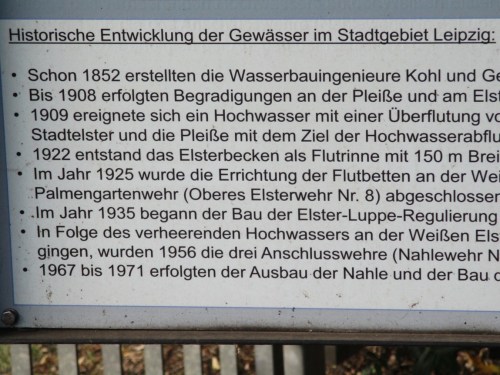 Historische Entwicklung der Gewässer im Stadtgebiet Leipzig:
• Schon 1852 erstellten die Wasserbauingenieure Kohl und
• Bis 1908 erfolgten Begradigungen an der Pleiße und am
• 1909 ereignete sich ein Hochwasser mit einer Überflutung
Stadtelster und die Pleiße mit dem Ziel der
• 1922 entstand das Elsterbecken als Flutrinne mit 150 m
• Im Jahr 1925 wurde die Errichtung der Flutbetten an der
Palmengartenwehr (Oberes Elsterwehr Nr. 8)
• Im Jahr 1935 begann der Bau der Elster-Luppe-Regulierung
• In Folge des verheerenden Hochwassers an der Weißen
gingen, wurden 1956 die drei Anschlusswehre (Nahlewehr
• 1967 bis 1971 erfolgten der Ausbau der Nahle und der Bau